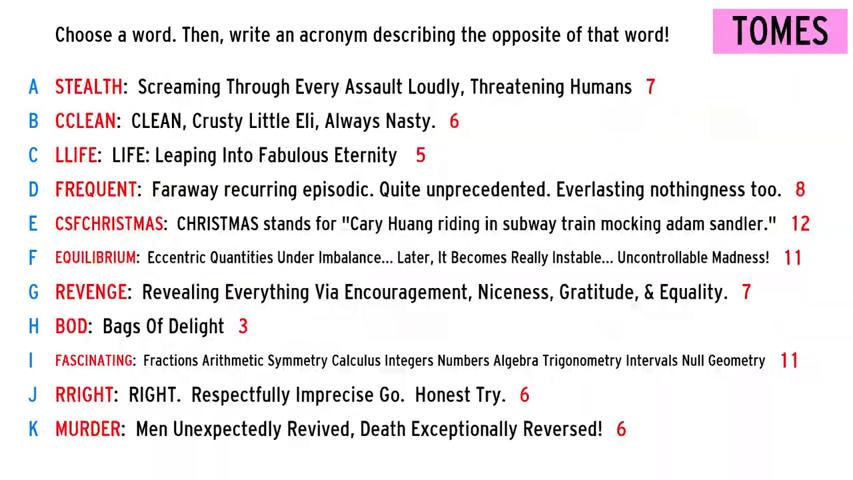 Choose a word. Then, write an acronym describing the opposite of that word!
TOMES
A STEALTH: Screaming Through Every Assault Loudly, Threatening Humans 7
B CCLEAN: CLEAN, Crusty Little Eli, Always Nasty. 6
C LLIFE: LIFE: Leaping Into Fabulous Eternity 5
D FREQUENT: Faraway recurring episodic. Quite unprecedented. Everlasting nothingness too. 8
E CSFCHRISTMAS: CHRISTMAS stands for "Cary Huang riding in subway train mocking adam sandler." 12
F EQUILIBRIUM: Eccentric Quantities Under Imbalance... Later, It Becomes Really Instable... Uncontrollable Madness! 11
G REVENGE: Revealing Everything Via Encouragement, Niceness, Gratitude, & Equality. 7
H BOD: Bags Of Delight 3
I FASCINATING: Fractions Arithmetic Symmetry Calculus Integers Numbers Algebra Trigonometry Intervals Null Geometry 11
J RRIGHT: RIGHT. Respectfully Imprecise Go. Honest Try. 6
K MURDER: Men Unexpectedly Revived, Death Exceptionally Reversed! 6